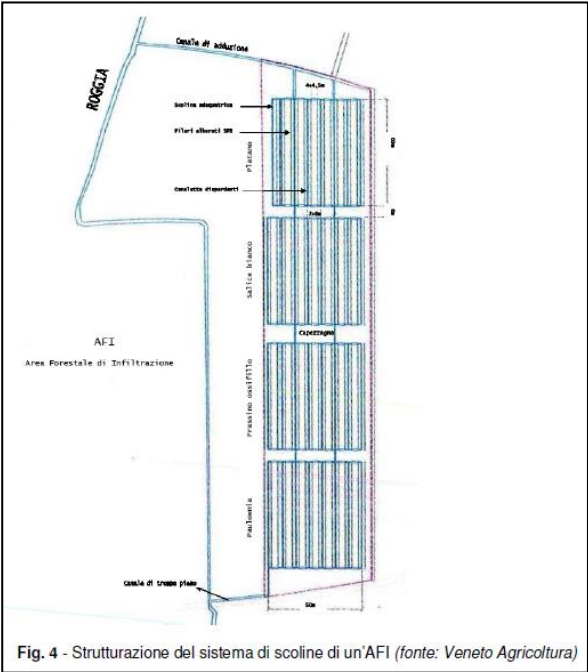 Canale di adduzione
ROGGIA
4x4,5m
Scolina adacquatrice
Filari alberati SFR
Platano
Canaletta disperdente
7x6m
Salice bianco
AFI
Area Forestale di Infiltrazione
Capezzagna
Frassino ossifillo
Paulownia
Canale di troppo pieno
50m
Fig. 4 - Strutturazione del sistema di scoline di un'AFI (fonte: Veneto Agricoltura)